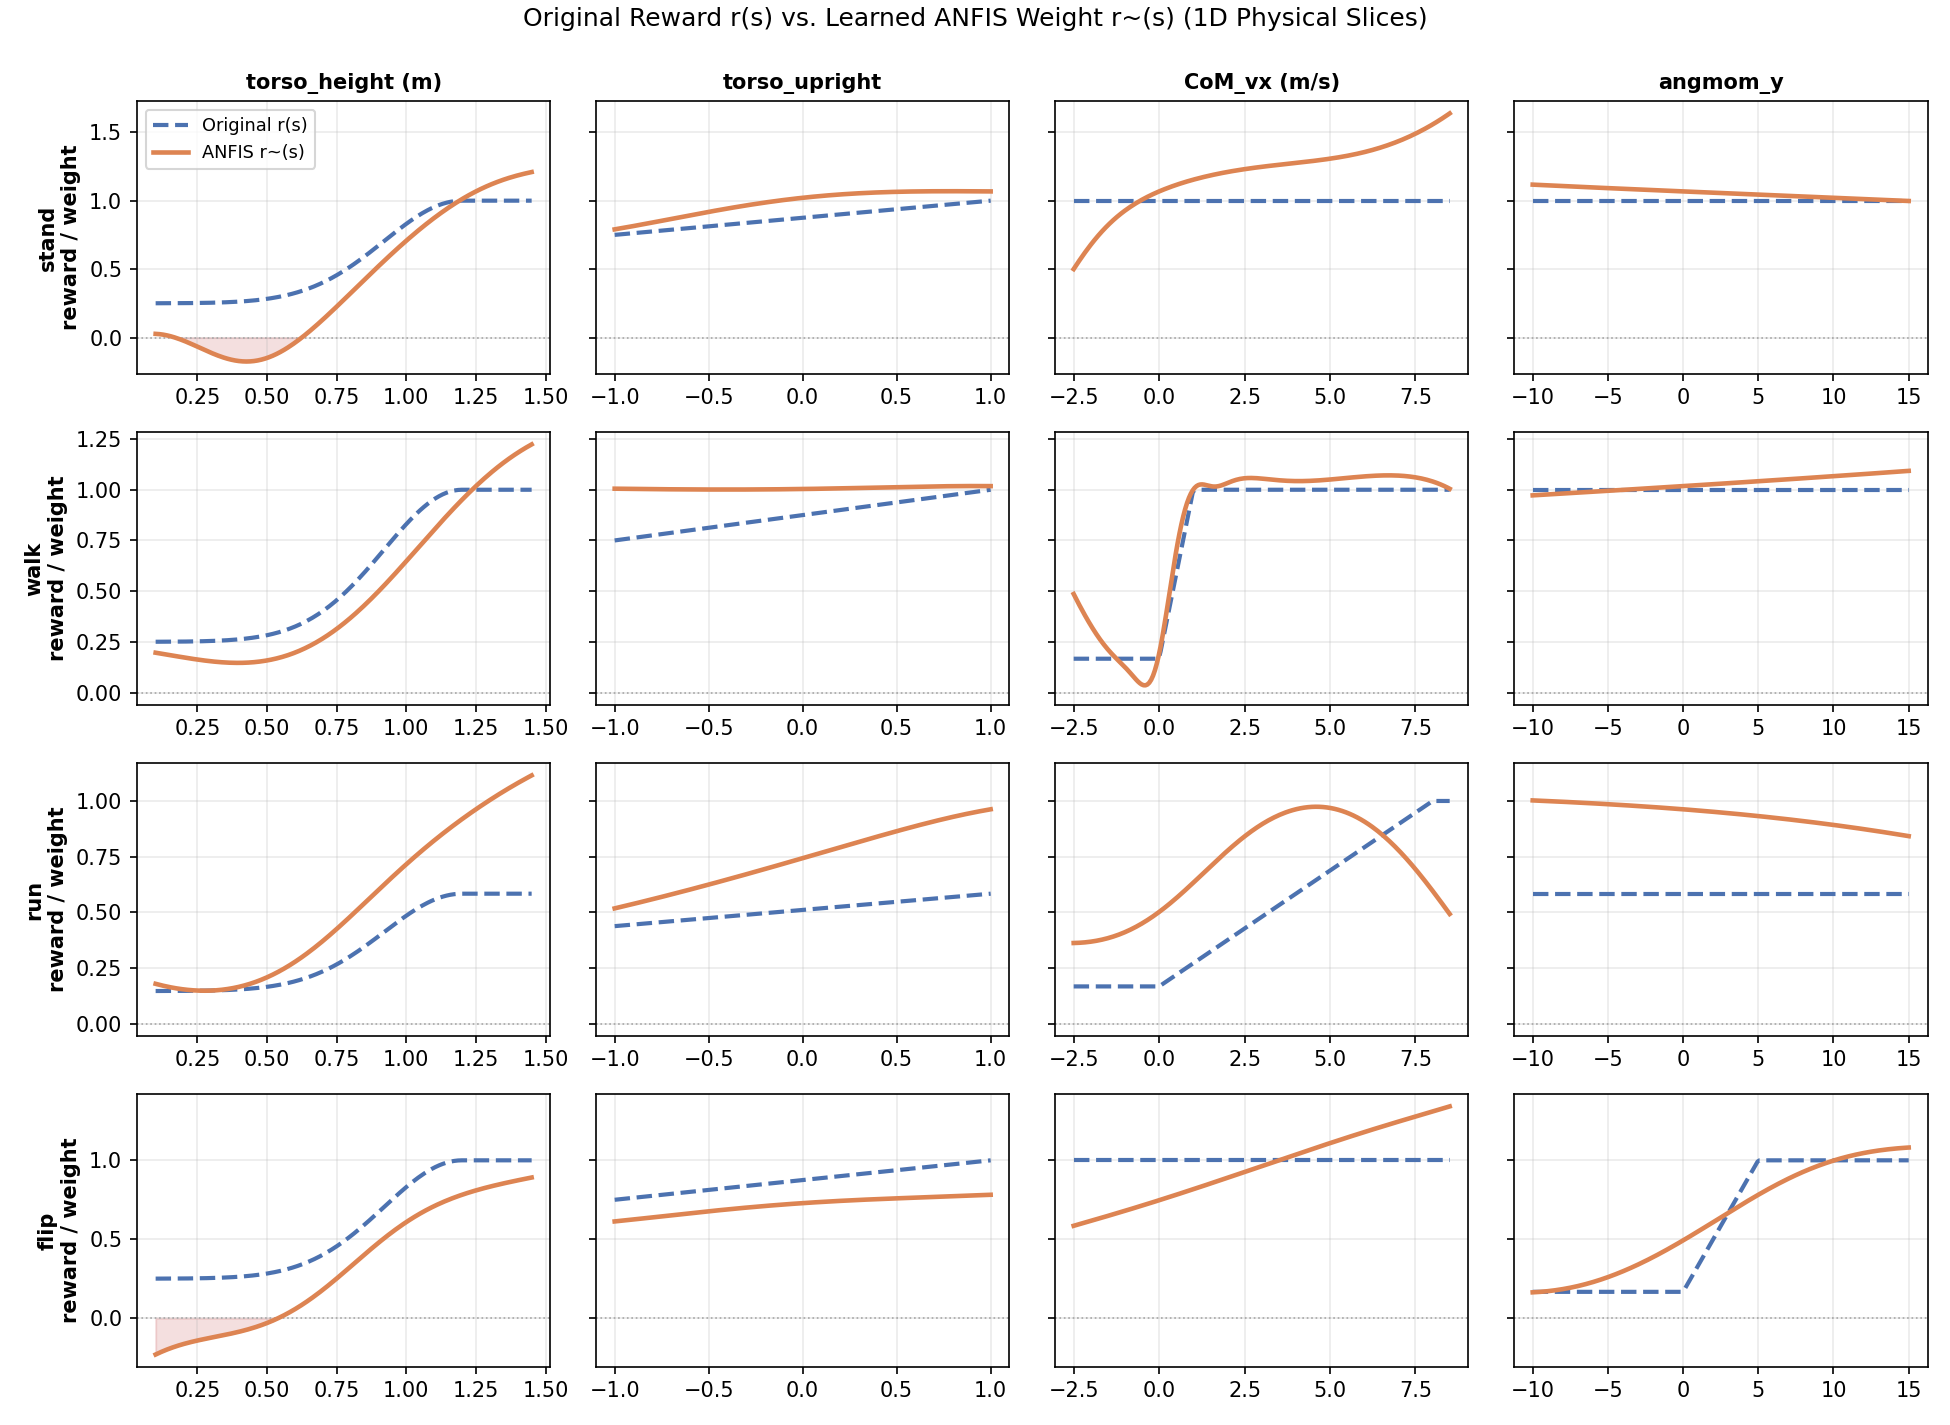 Original Reward r(s) vs. Learned ANFIS Weight r~(s) (1D Physical Slices)
torso_height (m)
torso_upright
CoM_vx (m/s)
angmom_y
Original r(s)
ANFIS r~(s)
stand
reward / weight
1.5
1.0
0.5
0.0
0.25 0.50 0.75 1.00 1.25 1.50
−1.0 −0.5 0.0 0.5 1.0
−2.5 0.0 2.5 5.0 7.5
−10 −5 0 5 10 15
walk
reward / weight
1.25
1.00
0.75
0.50
0.25
0.00
0.25 0.50 0.75 1.00 1.25 1.50
−1.0 −0.5 0.0 0.5 1.0
−2.5 0.0 2.5 5.0 7.5
−10 −5 0 5 10 15
run
reward / weight
1.00
0.75
0.50
0.25
0.00
0.25 0.50 0.75 1.00 1.25 1.50
−1.0 −0.5 0.0 0.5 1.0
−2.5 0.0 2.5 5.0 7.5
−10 −5 0 5 10 15
flip
reward / weight
1.0
0.5
0.0
0.25 0.50 0.75 1.00 1.25 1.50
−1.0 −0.5 0.0 0.5 1.0
−2.5 0.0 2.5 5.0 7.5
−10 −5 0 5 10 15